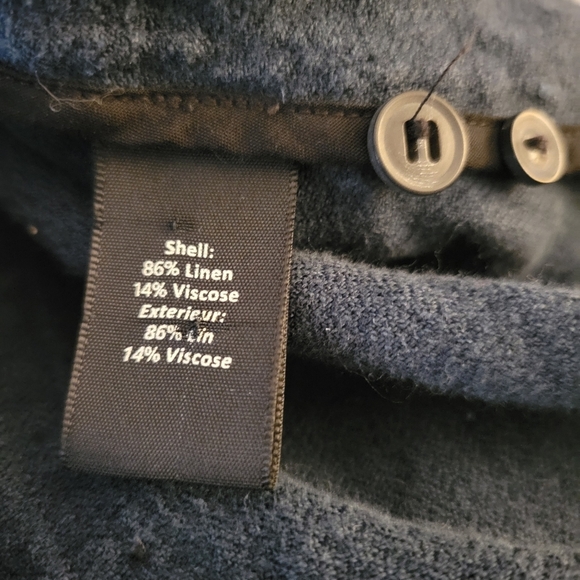 Shell:
86% Linen
14% Viscose
Exterieur:
86% Lin
14% Viscose